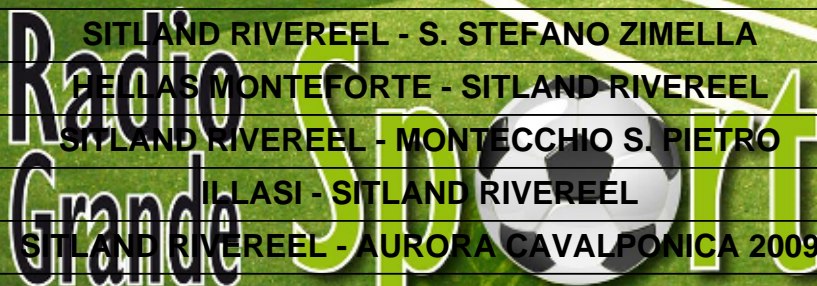 SITLAND RIVEREEL - S. STEFANO ZIMELLA
HELLAS MONTEFORTE - SITLAND RIVEREEL
SITLAND RIVEREEL - MONTECCHIO S. PIETRO
ILLASI - SITLAND RIVEREEL
SITLAND RIVEREEL - AURORA CAVALPONICA 2009
Radio
Grande
Sport